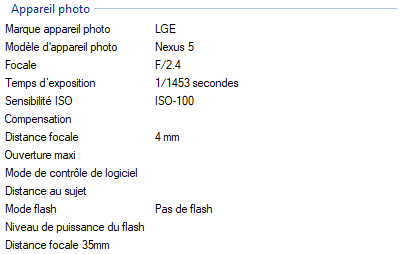 Appareil photo
Marque appareil photo LGE
Modèle d'appareil photo Nexus 5
Focale F/2.4
Temps d'exposition 1/1453 secondes
Sensibilité ISO ISO-100
Compensation
Distance focale 4 mm
Ouverture maxi
Mode de contrôle de logiciel
Distance au sujet
Mode flash Pas de flash
Niveau de puissance du flash
Distance focale 35mm